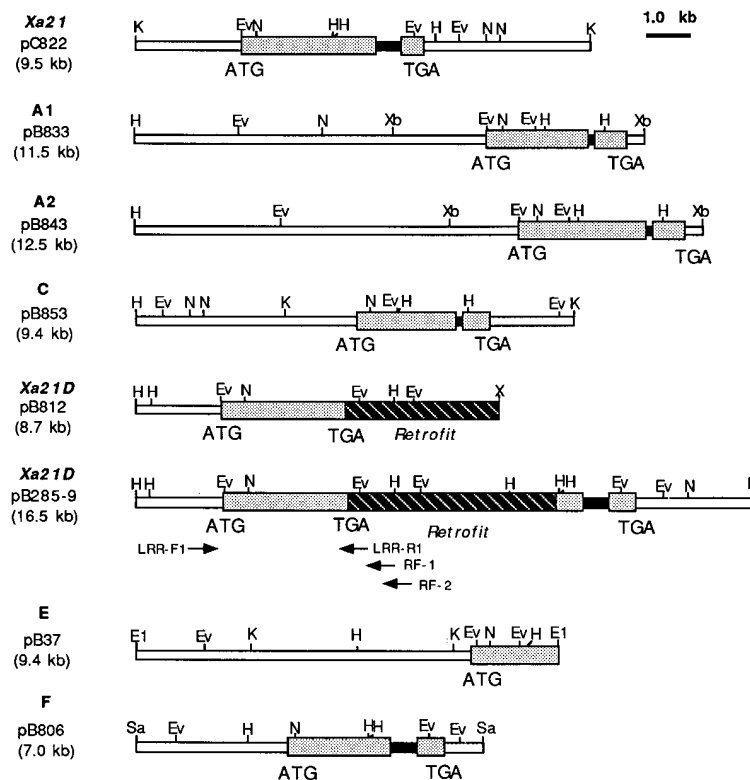 Xa21
pC822
(9.5 kb)
K Ev N H H Ev H Ev N N K
1.0 kb
ATG TGA
A1
pB833
(11.5 kb)
H Ev N Xb Ev N Ev H H Xb
ATG TGA
A2
pB843
(12.5 kb)
H Ev Xb Ev N Ev H H Xb
ATG TGA
C
pB853
(9.4 kb)
H Ev N N K N Ev H H Ev K
ATG TGA
Xa21D
pB812
(8.7 kb)
H H Ev N Ev H Ev X
ATG TGA Retrofit
Xa21D
pB285-9
(16.5 kb)
H H Ev N Ev H Ev H H H Ev Ev N
ATG TGA Retrofit TGA
LRR-F1 LRR-R1
RF-1
RF-2
E
pB37
(9.4 kb)
E1 Ev K H K Ev N Ev H E1
ATG
F
pB806
(7.0 kb)
Sa Ev H N H H Ev Ev Sa
ATG TGA